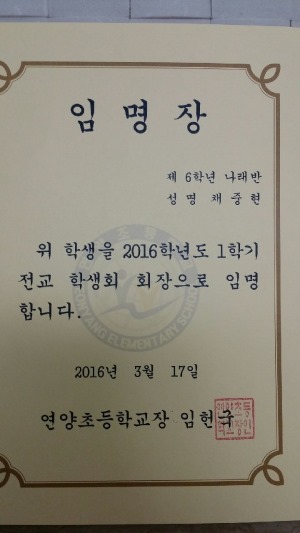 임명장
제 6학년 나래반
성명 채중현
위 학생을 2016학년도 1학기
전교 학생회 회장으로 임명
합니다.
2016년 3월 17일
연양초등학교장 임헌국